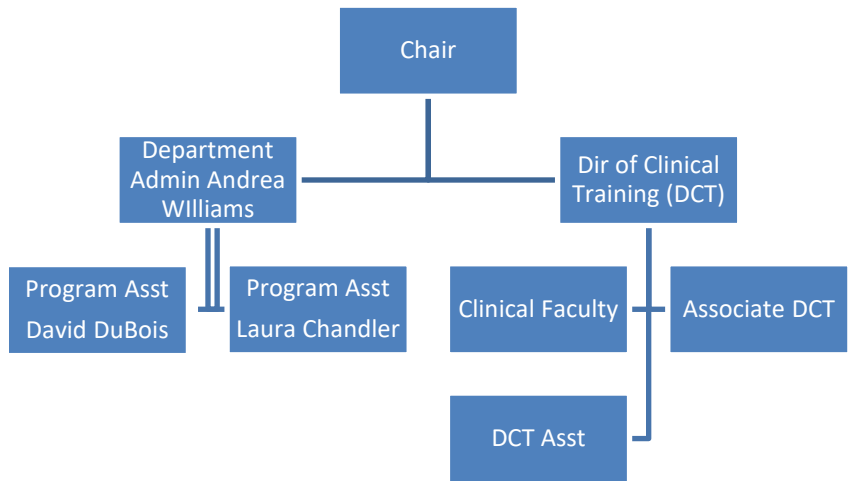 Chair
Department
Admin Andrea
WIlliams
Dir of Clinical
Training (DCT)
Program Asst
David DuBois
Program Asst
Laura Chandler
Clinical Faculty
Associate DCT
DCT Asst